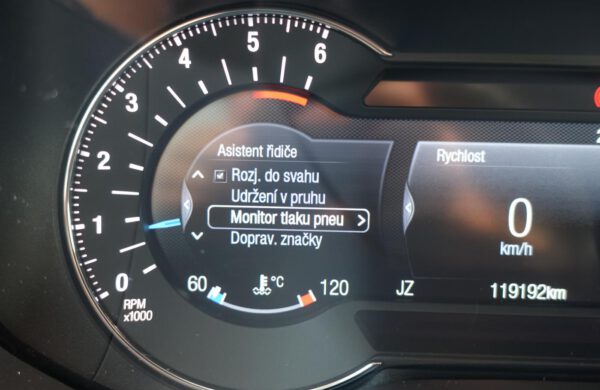 6
5
4
3
2
1
0
RPM
x1000
Asistent řidiče
Rozj. do svahu
Udržení v pruhu
Monitor tlaku pneu >
Doprav. značky
60 °C 120
Rychlost
0
km/h
JZ 119192km